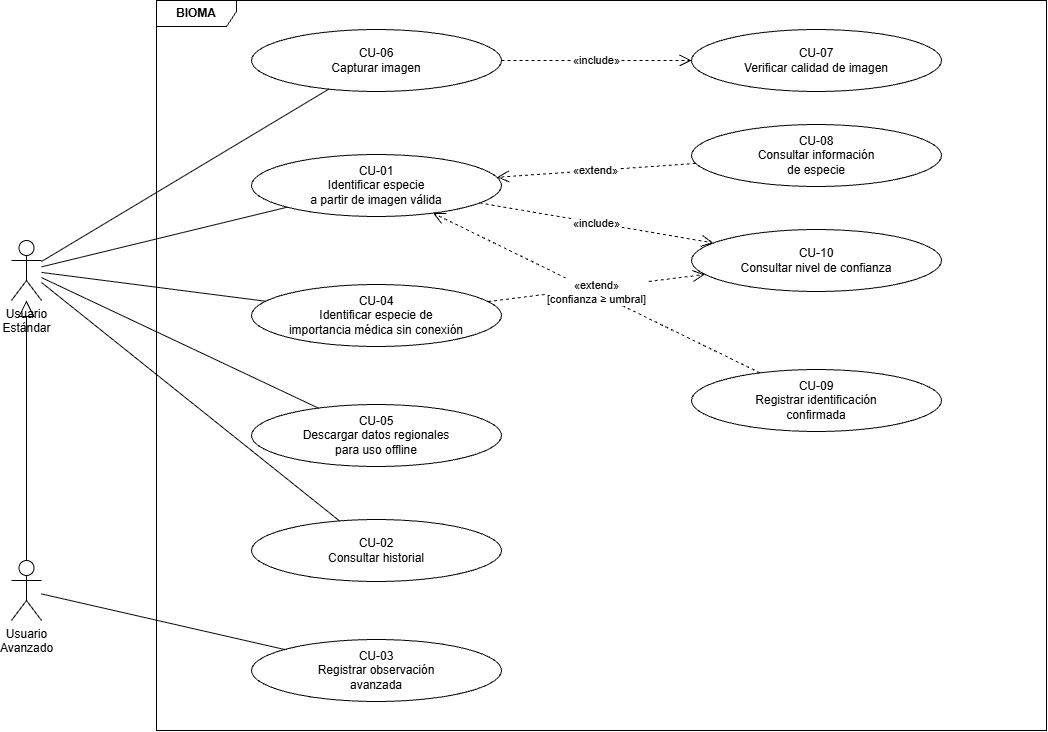 BIOMA
CU-06
Capturar imagen
«include»
CU-07
Verificar calidad de imagen
CU-08
Consultar información
de especie
«extend»
CU-01
Identificar especie
a partir de imagen válida
«include»
CU-10
Consultar nivel de confianza
«extend»
[confianza ≥ umbral]
CU-04
Identificar especie de
importancia médica sin conexión
Usuario
Estándar
CU-09
Registrar identificación
confirmada
CU-05
Descargar datos regionales
para uso offline
CU-02
Consultar historial
Usuario
Avanzado
CU-03
Registrar observación
avanzada